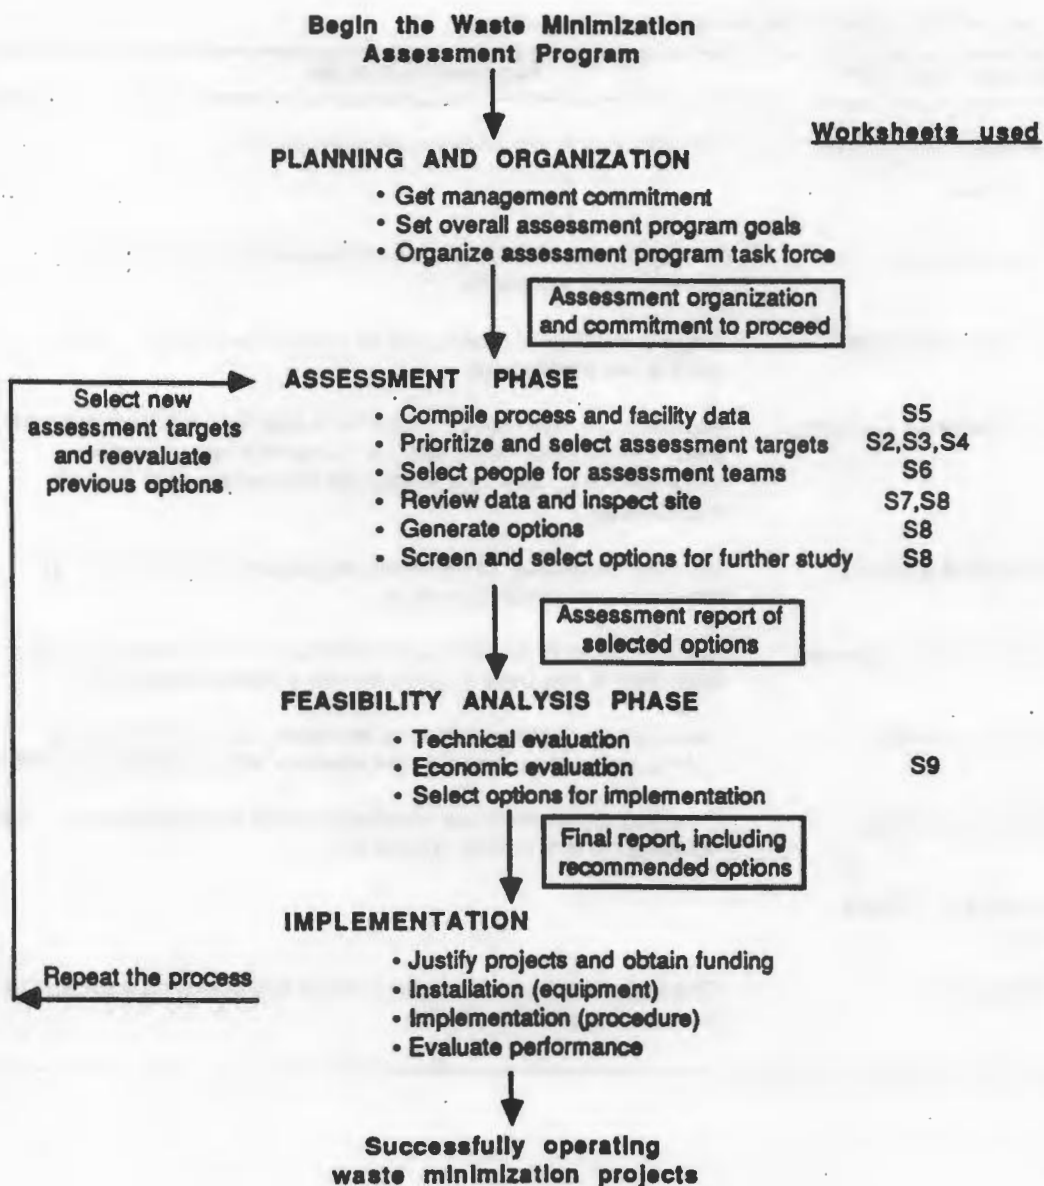 Begin the Waste Minimization
Assessment Program
Worksheets used
PLANNING AND ORGANIZATION
• Get management commitment
• Set overall assessment program goals
• Organize assessment program task force
Assessment organization
and commitment to proceed
Select new
assessment targets
and reevaluate
previous options
ASSESSMENT PHASE
• Compile process and facility data S5
• Prioritize and select assessment targets S2,S3,S4
• Select people for assessment teams S6
• Review data and inspect site S7,S8
• Generate options S8
• Screen and select options for further study S8
Assessment report of
selected options
FEASIBILITY ANALYSIS PHASE
• Technical evaluation
• Economic evaluation S9
• Select options for implementation
Final report, including
recommended options
IMPLEMENTATION
• Justify projects and obtain funding
• Installation (equipment)
• Implementation (procedure)
• Evaluate performance
Repeat the process
Successfully operating
waste minimization projects